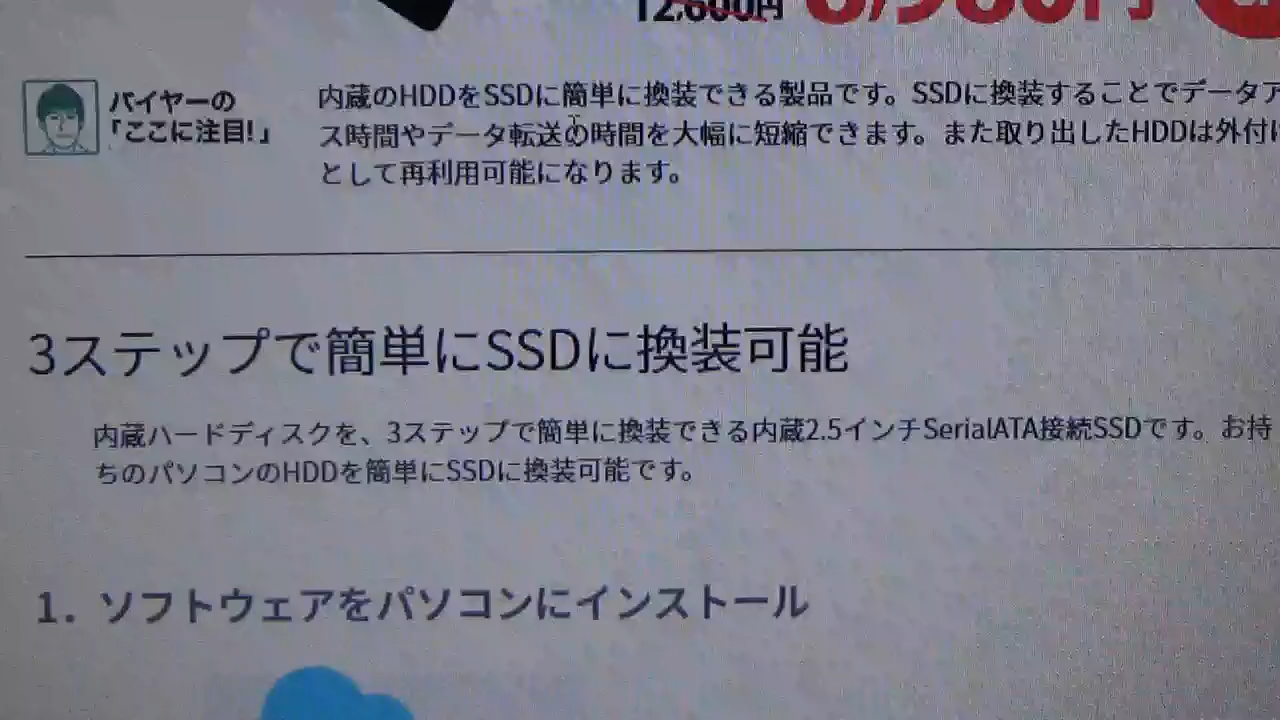 12,800円
バイヤーの
「ここに注目!」
内蔵のHDDをSSDに簡単に換装できる製品です。SSDに換装することでデータア
ス時間やデータ転送の時間を大幅に短縮できます。また取り出したHDDは外付け
として再利用可能になります。
3ステップで簡単にSSDに換装可能
内蔵ハードディスクを、3ステップで簡単に換装できる内蔵2.5インチSerialATA接続SSDです。お持
ちのパソコンのHDDを簡単にSSDに換装可能です。
1. ソフトウェアをパソコンにインストール